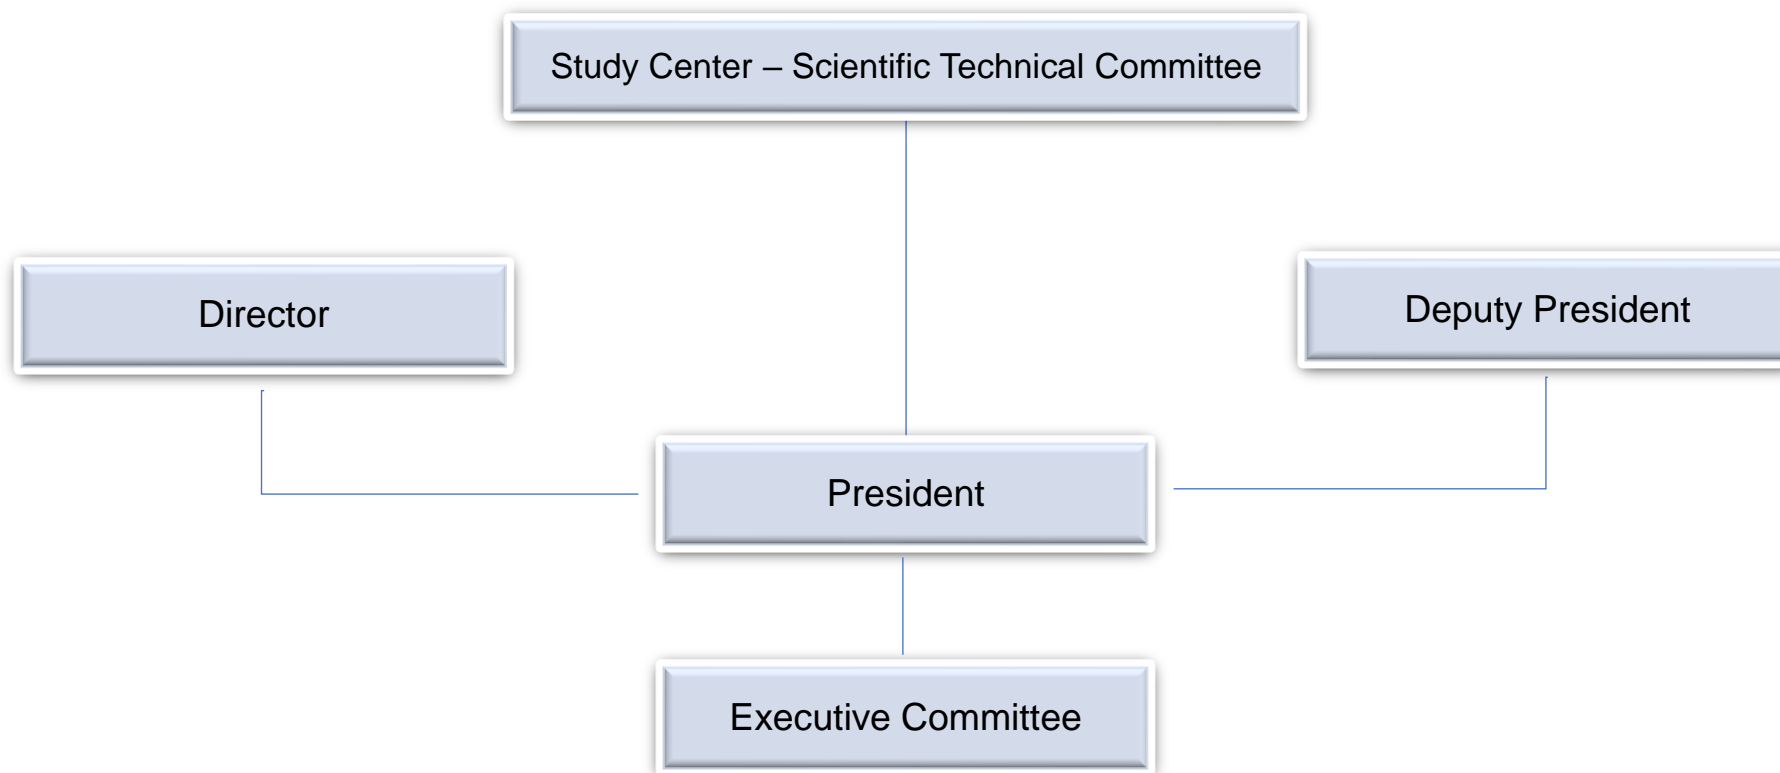 Study Center – Scientific Technical Committee
Director
Deputy President
President
Executive Committee